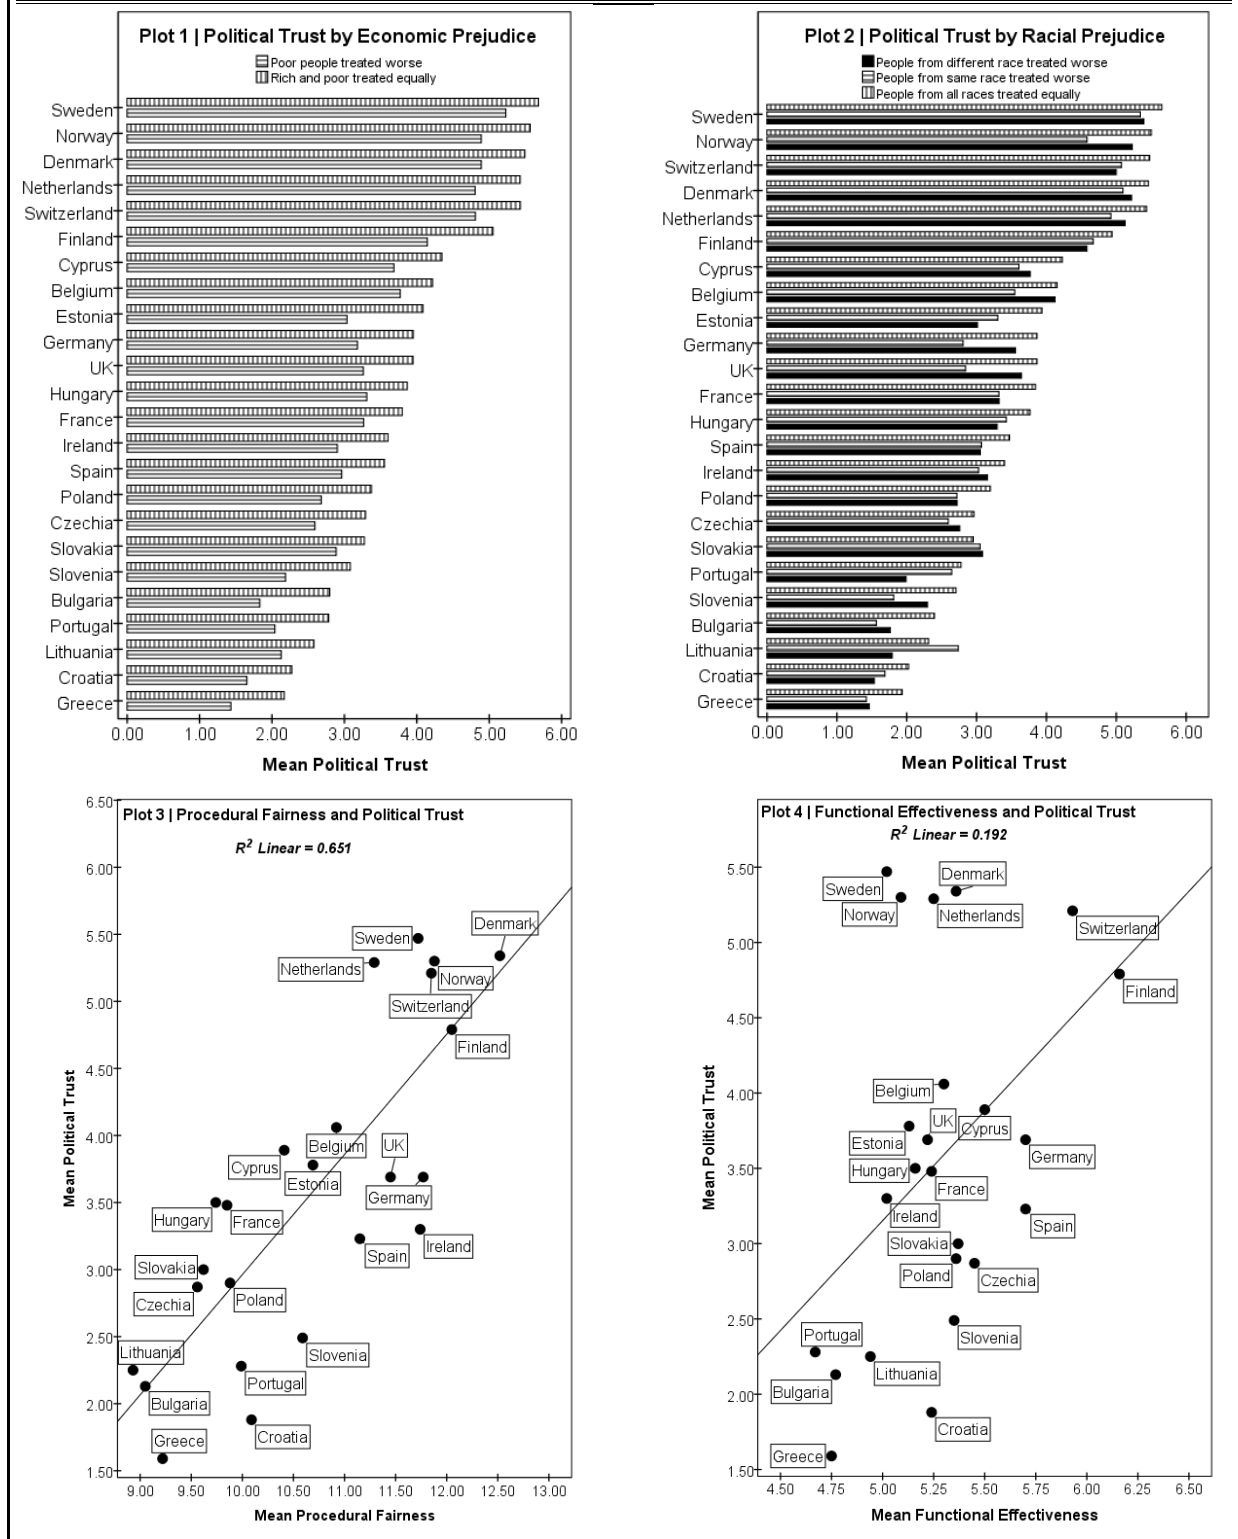 Plot 1 | Political Trust by Economic Prejudice
Poor people treated worse
Rich and poor treated equally
Sweden
Norway
Denmark
Netherlands
Switzerland
Finland
Cyprus
Belgium
Estonia
Germany
UK
Hungary
France
Ireland
Spain
Poland
Czechia
Slovakia
Slovenia
Bulgaria
Portugal
Lithuania
Croatia
Greece
0.00 1.00 2.00 3.00 4.00 5.00 6.00
Mean Political Trust
Plot 2 | Political Trust by Racial Prejudice
People from different race treated worse
People from same race treated worse
People from all races treated equally
Sweden
Norway
Switzerland
Denmark
Netherlands
Finland
Cyprus
Belgium
Estonia
Germany
UK
France
Hungary
Spain
Ireland
Poland
Czechia
Slovakia
Portugal
Slovenia
Bulgaria
Lithuania
Croatia
Greece
0.00 1.00 2.00 3.00 4.00 5.00 6.00
Mean Political Trust
Plot 3 | Procedural Fairness and Political Trust
R² Linear = 0.651
6.50
6.00
5.50
5.00
4.50
4.00
3.50
3.00
2.50
2.00
1.50
Mean Political Trust
Denmark
Sweden
Netherlands
Norway
Switzerland
Finland
Belgium
UK
Cyprus
Estonia
Germany
Hungary
France
Ireland
Spain
Slovakia
Czechia
Poland
Lithuania
Slovenia
Portugal
Bulgaria
Greece
Croatia
9.00 9.50 10.00 10.50 11.00 11.50 12.00 12.50 13.00
Mean Procedural Fairness
Plot 4 | Functional Effectiveness and Political Trust
R² Linear = 0.192
5.50
5.00
4.50
4.00
3.50
3.00
2.50
2.00
1.50
Mean Political Trust
Denmark
Sweden
Norway
Netherlands
Switzerland
Finland
Belgium
UK
Cyprus
Estonia
Germany
Hungary
France
Ireland
Spain
Slovakia
Poland
Czechia
Portugal
Slovenia
Lithuania
Bulgaria
Croatia
Greece
4.50 4.75 5.00 5.25 5.50 5.75 6.00 6.25 6.50
Mean Functional Effectiveness